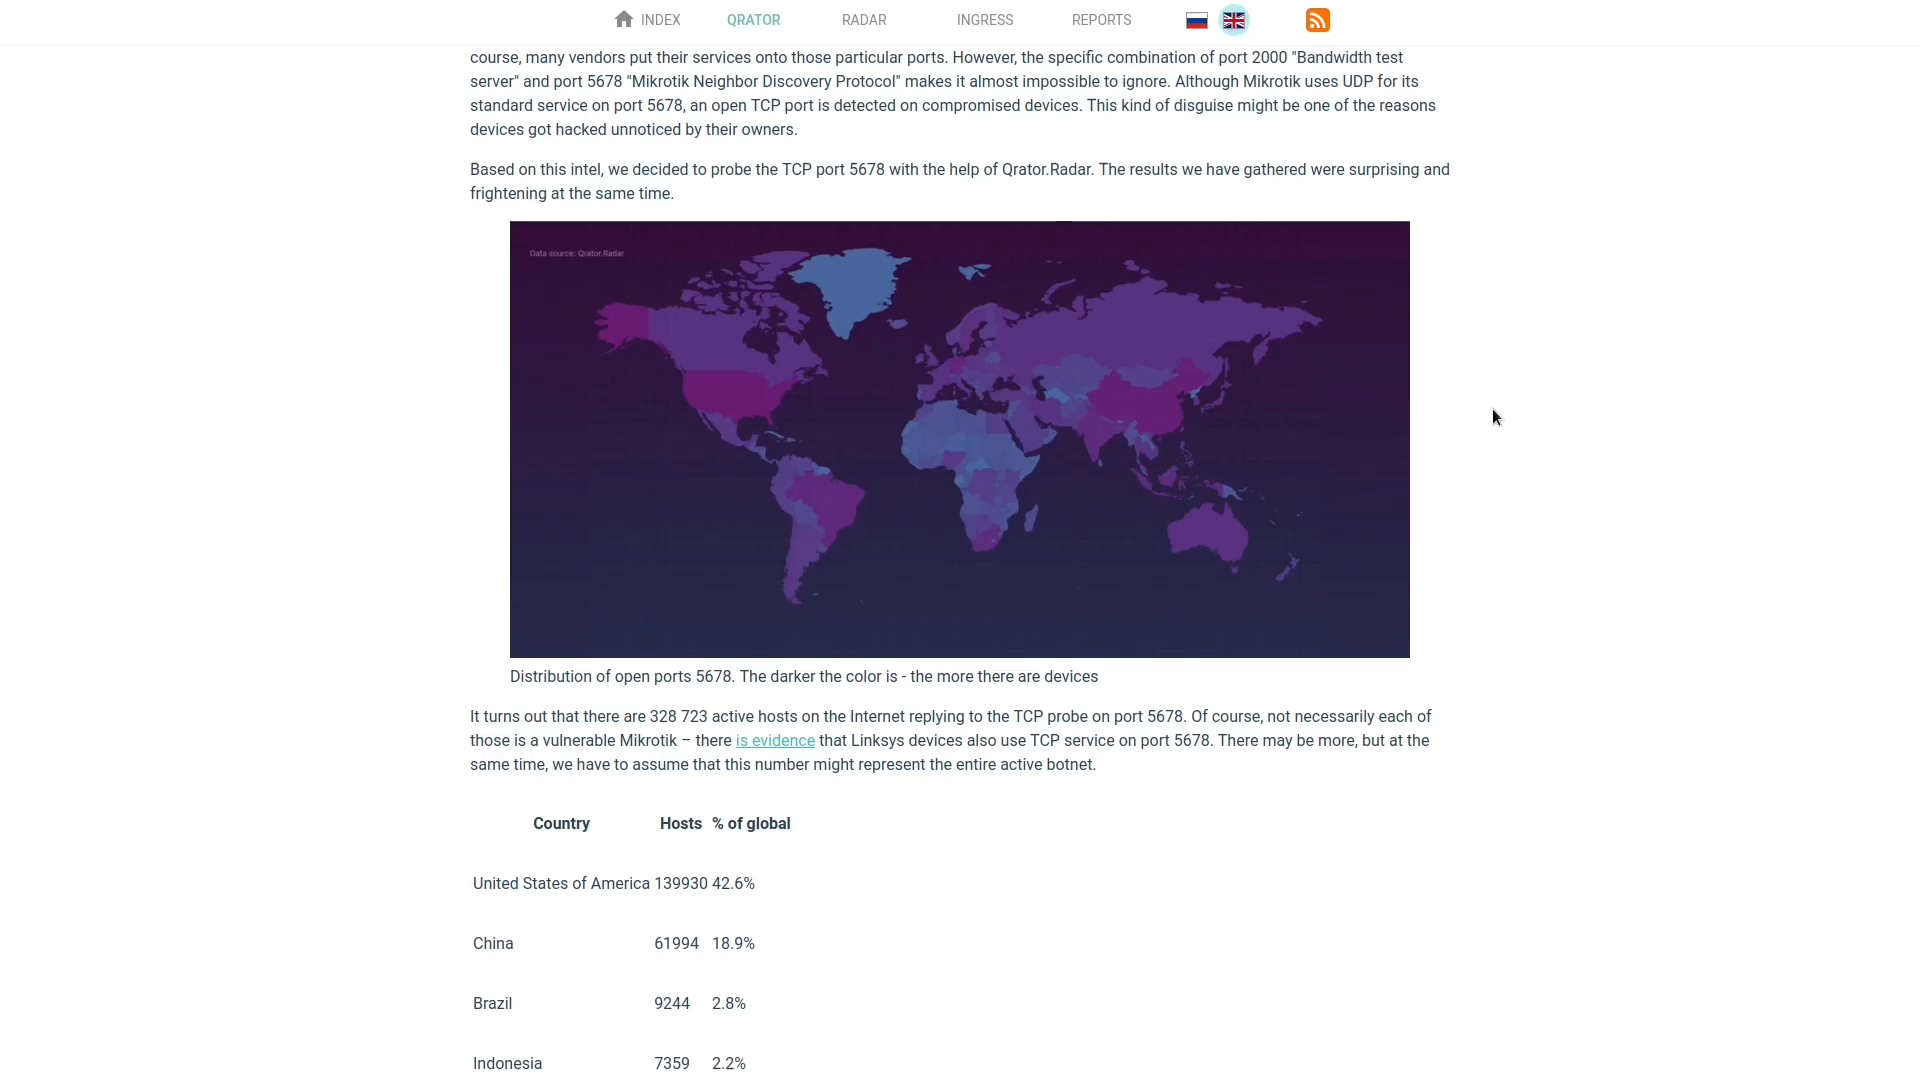 INDEX QRATOR RADAR INGRESS REPORTS
course, many vendors put their services onto those particular ports. However, the specific combination of port 2000 "Bandwidth test
server" and port 5678 "Mikrotik Neighbor Discovery Protocol" makes it almost impossible to ignore. Although Mikrotik uses UDP for its
standard service on port 5678, an open TCP port is detected on compromised devices. This kind of disguise might be one of the reasons
devices got hacked unnoticed by their owners.
Based on this intel, we decided to probe the TCP port 5678 with the help of Qrator.Radar. The results we have gathered were surprising and
frightening at the same time.
Data source: Qrator.Radar
Distribution of open ports 5678. The darker the color is - the more there are devices
It turns out that there are 328 723 active hosts on the Internet replying to the TCP probe on port 5678. Of course, not necessarily each of
those is a vulnerable Mikrotik – there is evidence that Linksys devices also use TCP service on port 5678. There may be more, but at the
same time, we have to assume that this number might represent the entire active botnet.
Country Hosts % of global
United States of America 139930 42.6%
China 61994 18.9%
Brazil 9244 2.8%
Indonesia 7359 2.2%